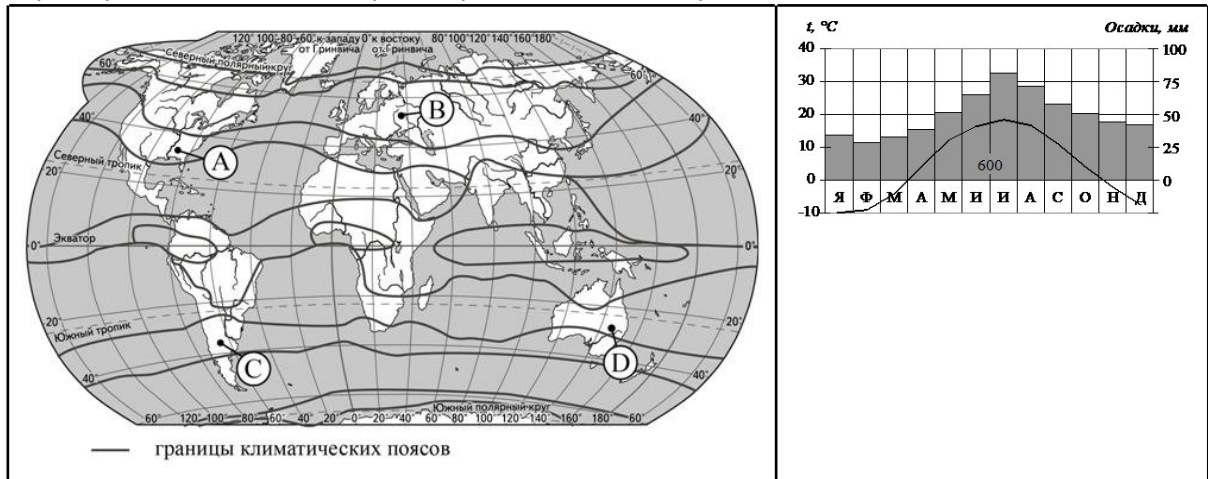 120° 100° 80° 60° к западу 0° к востоку 80° 100° 120° 140° 160° 180°
от Гринвича от Гринвича
Северный полярный круг
60° 60°
B
40° 40°
A
Северный тропик
20° 20°
Экватор
0° 0°
20° 20°
Южный тропик
C D
40° 40°
Южный полярный круг
60° 120° 100° 80° 60° 40° 20° 0° 20° 40° 60° 80° 100° 120° 140° 160° 180° 60°
границы климатических поясов
t, °C Осадки, мм
40 100
30 75
20 50
10 25
600
0 0
Я Ф М А М И И А С О Н Д
-10